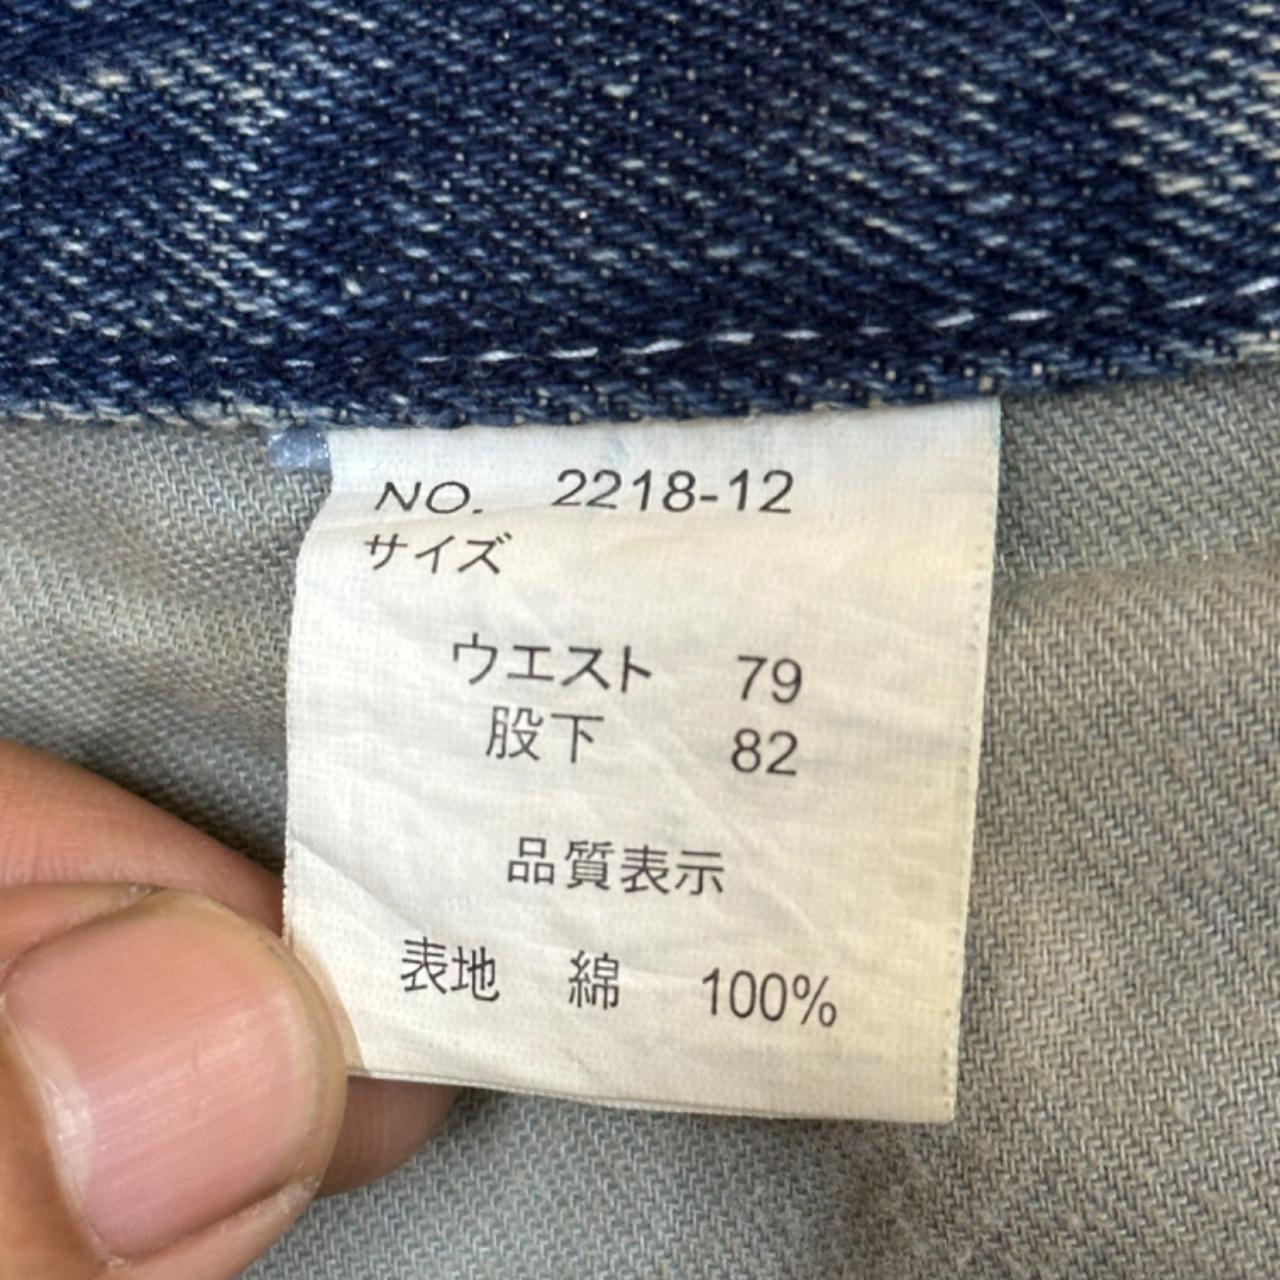 NO. 2218-12
サイズ
ウエスト 79
股下 82
品質表示
表地 綿 100%